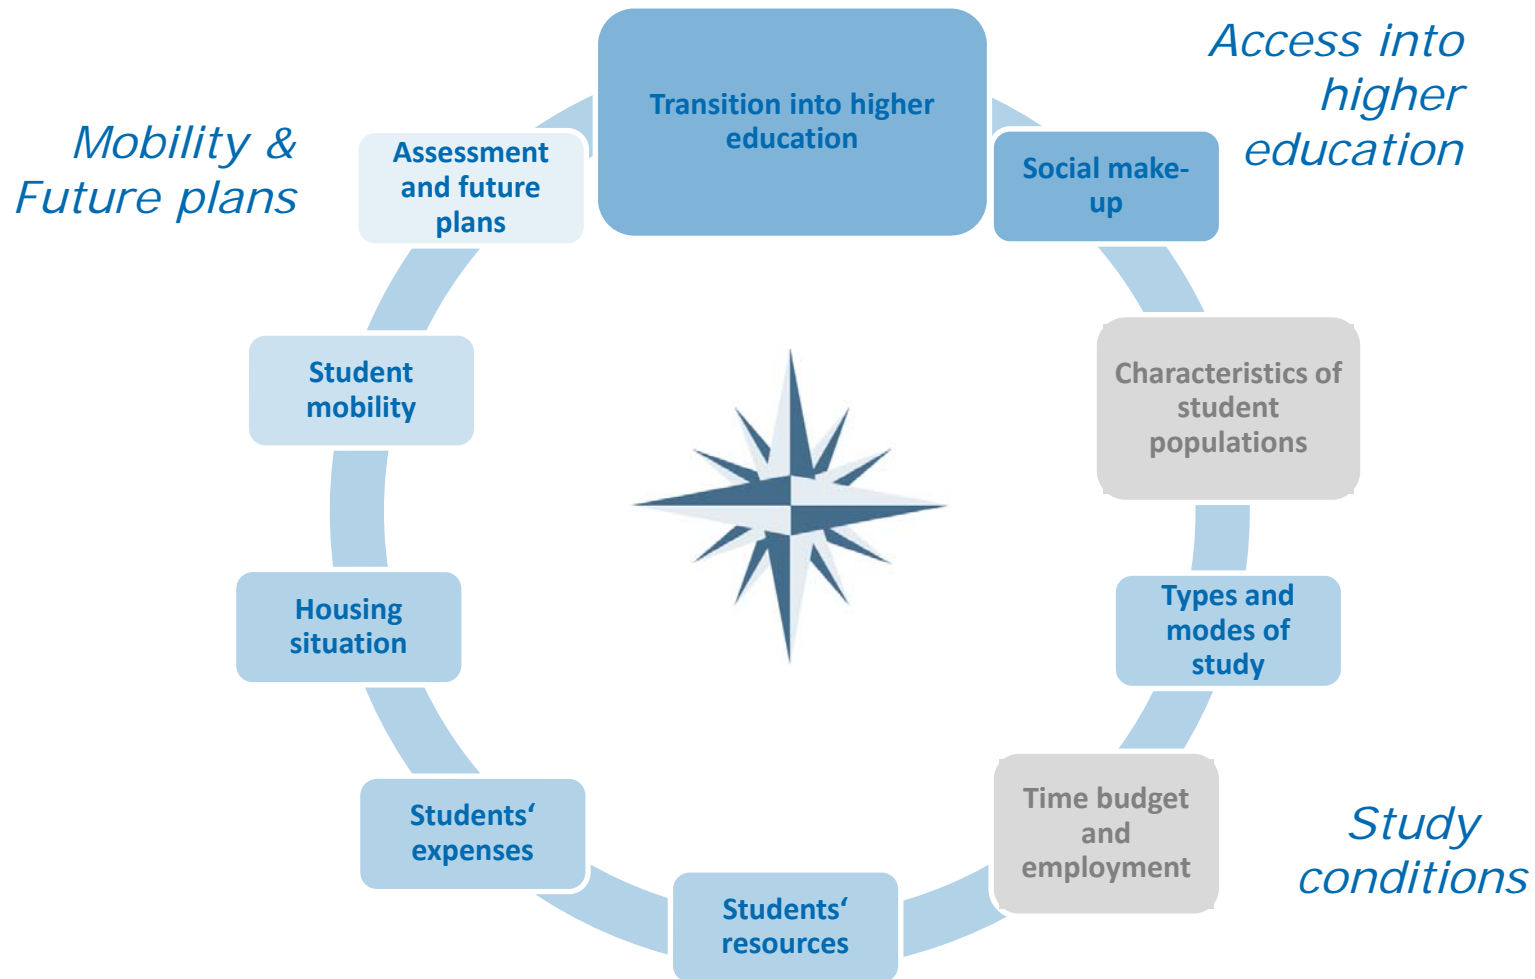 Transition into higher
education
Access into
higher
education
Social make-
up
Characteristics of
student
populations
Types and
modes of
study
Time budget
and
employment
Study
conditions
Students‘
resources
Students‘
expenses
Housing
situation
Student
mobility
Assessment
and future
plans
Mobility &
Future plans